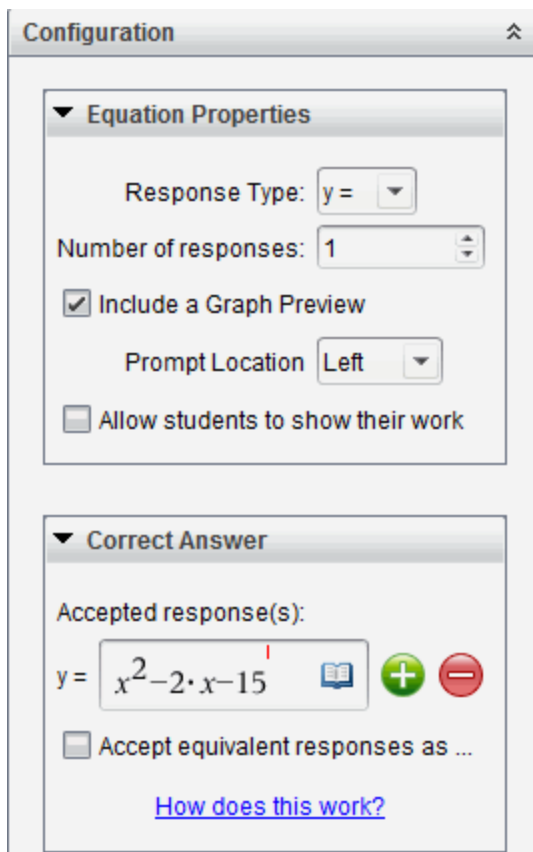 Configuration
Equation Properties
Response Type: y =
Number of responses: 1
Include a Graph Preview
Prompt Location Left
Allow students to show their work
Correct Answer
Accepted response(s):
y = x²−2·x−15
Accept equivalent responses as ...
How does this work?